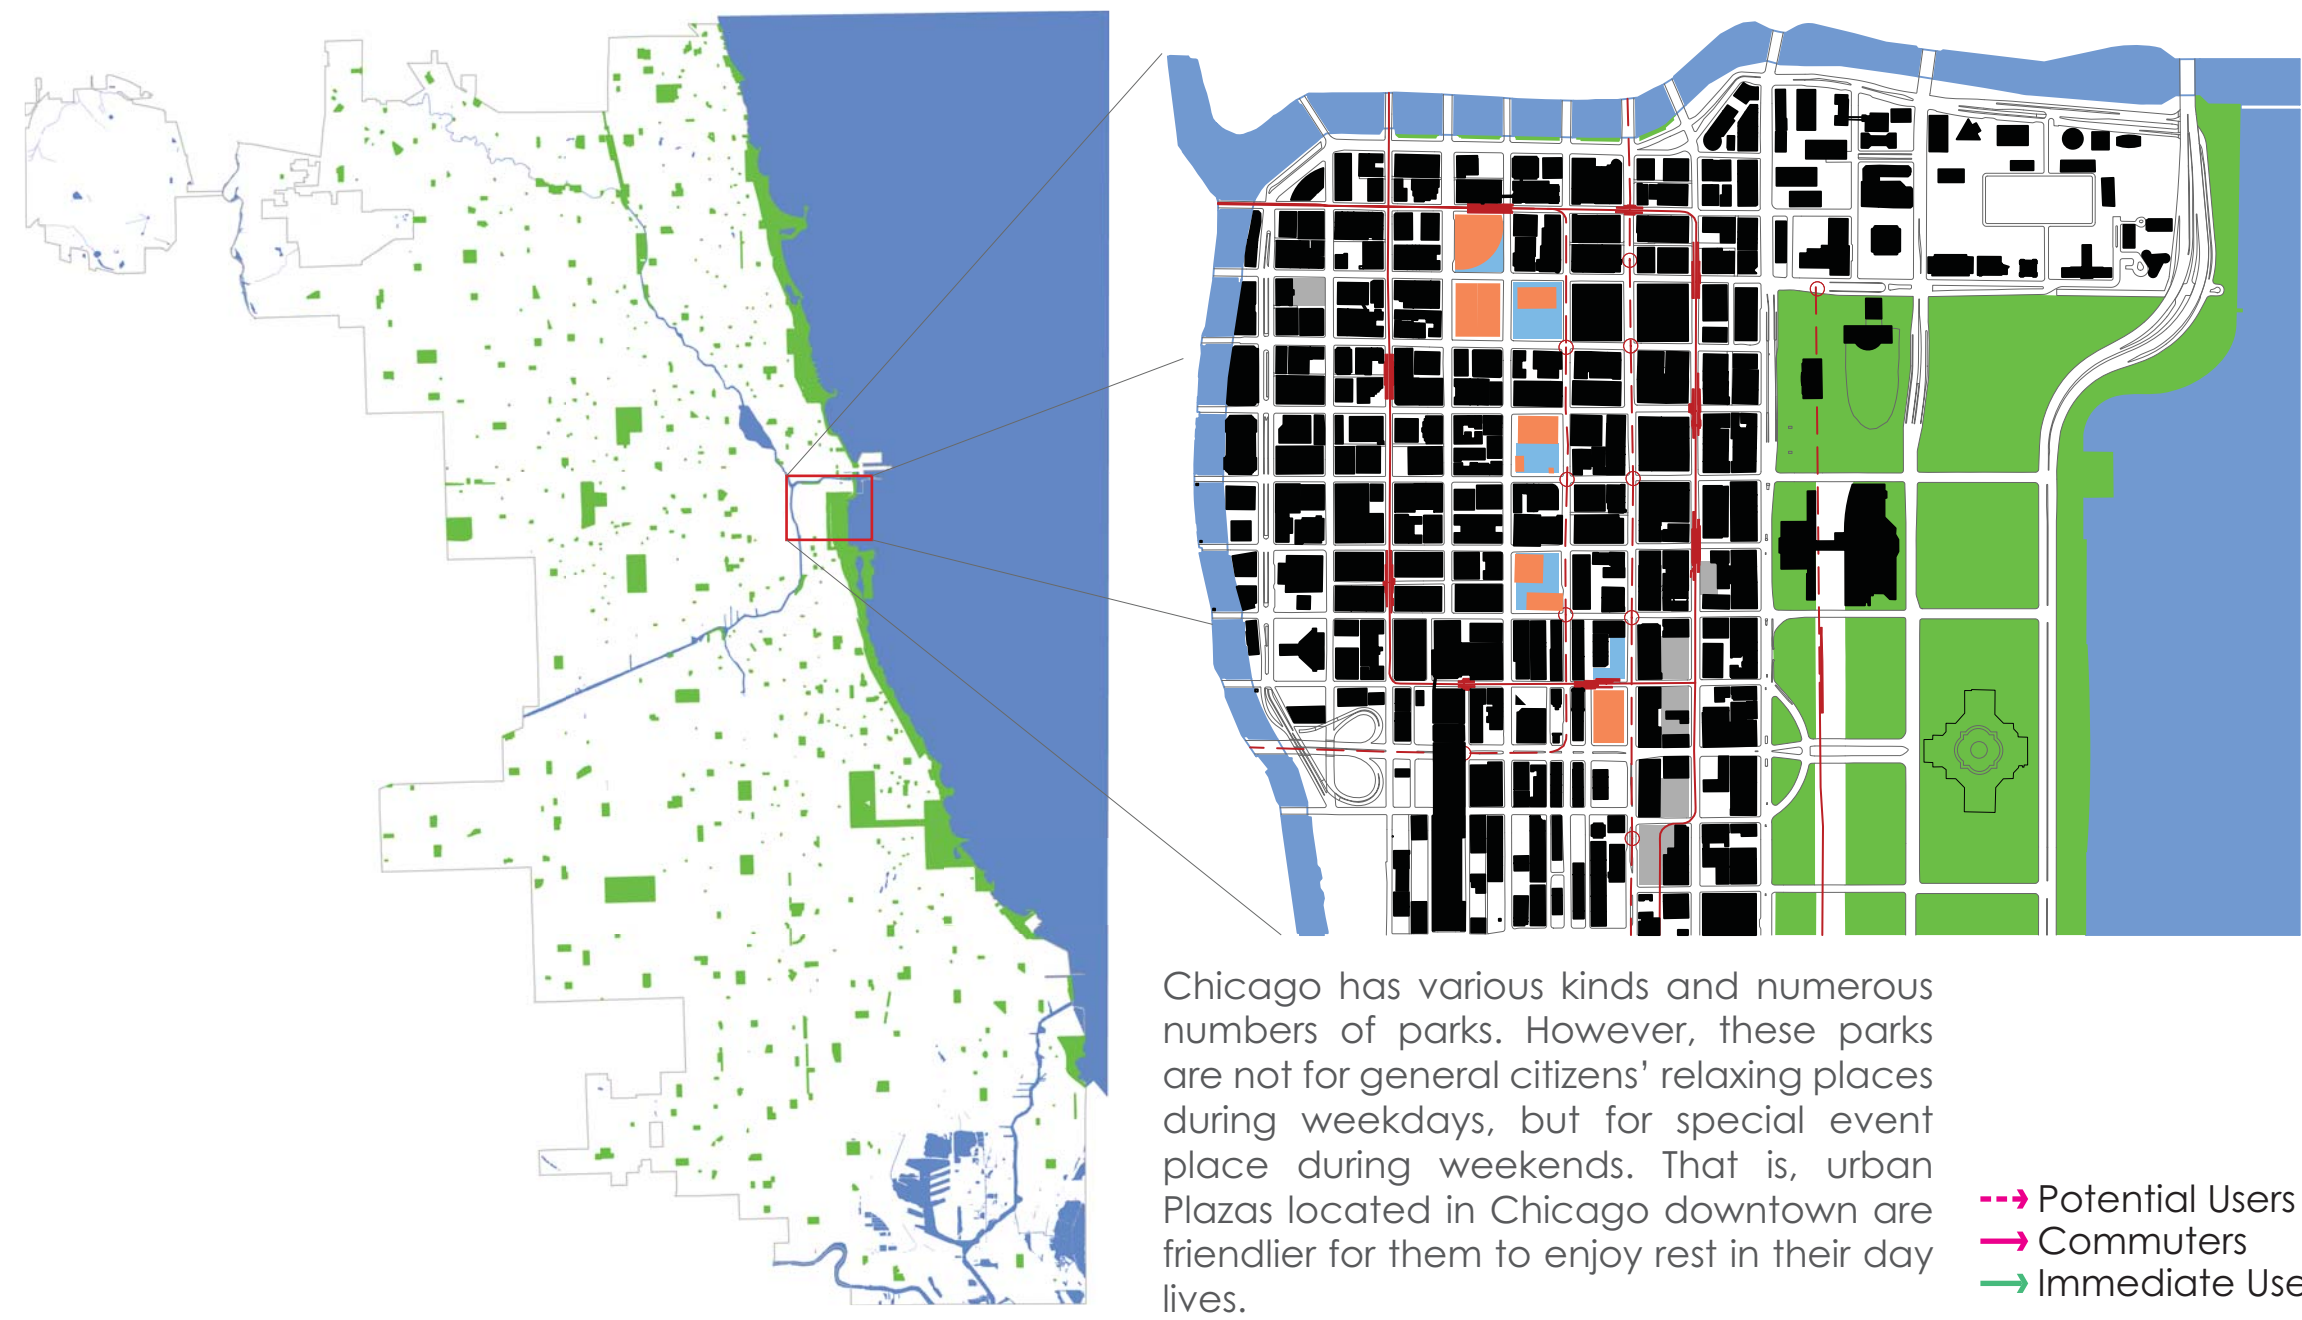 Chicago has various kinds and numerous
numbers of parks. However, these parks
are not for general citizens’ relaxing places
during weekdays, but for special event
place during weekends. That is, urban
Plazas located in Chicago downtown are
friendlier for them to enjoy rest in their day
lives.
Potential Users
Commuters
Immediate Use